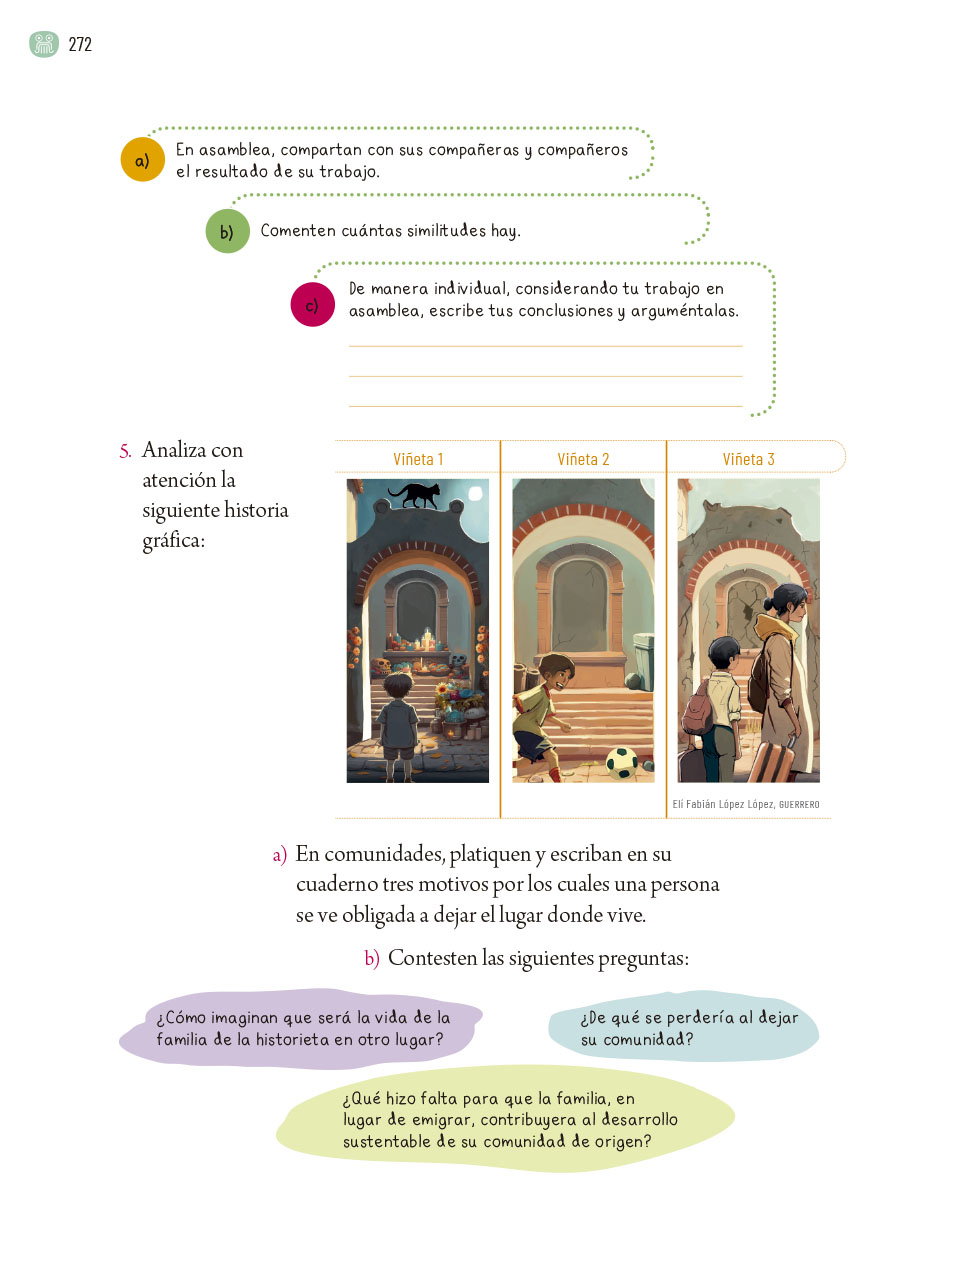 272
a)
En asamblea, compartan con sus compañeras y compañeros
el resultado de su trabajo.
b)
Comenten cuántas similitudes hay.
c)
De manera individual, considerando tu trabajo en
asamblea, escribe tus conclusiones y arguméntalas.
5. Analiza con
atención la
siguiente historia
gráfica:
Viñeta 1
Viñeta 2
Viñeta 3
Elí Fabián López López, GUERRERO
a) En comunidades, platiquen y escriban en su
cuaderno tres motivos por los cuales una persona
se ve obligada a dejar el lugar donde vive.
b) Contesten las siguientes preguntas:
¿Cómo imaginan que será la vida de la
familia de la historieta en otro lugar?
¿De qué se perdería al dejar
su comunidad?
¿Qué hizo falta para que la familia, en
lugar de emigrar, contribuyera al desarrollo
sustentable de su comunidad de origen?